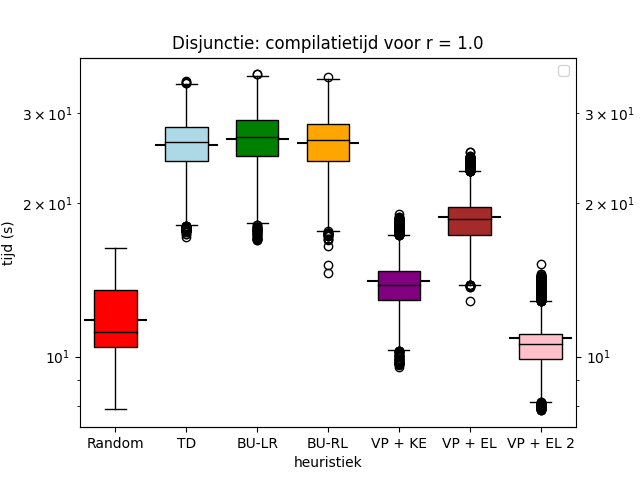 Disjunctie: compilatietijd voor r = 1.0
3 × 10¹ 3 × 10¹
2 × 10¹ 2 × 10¹
tijd (s)
10¹ 10¹
Random TD BU-LR BU-RL VP + KE VP + EL VP + EL 2
heuristiek